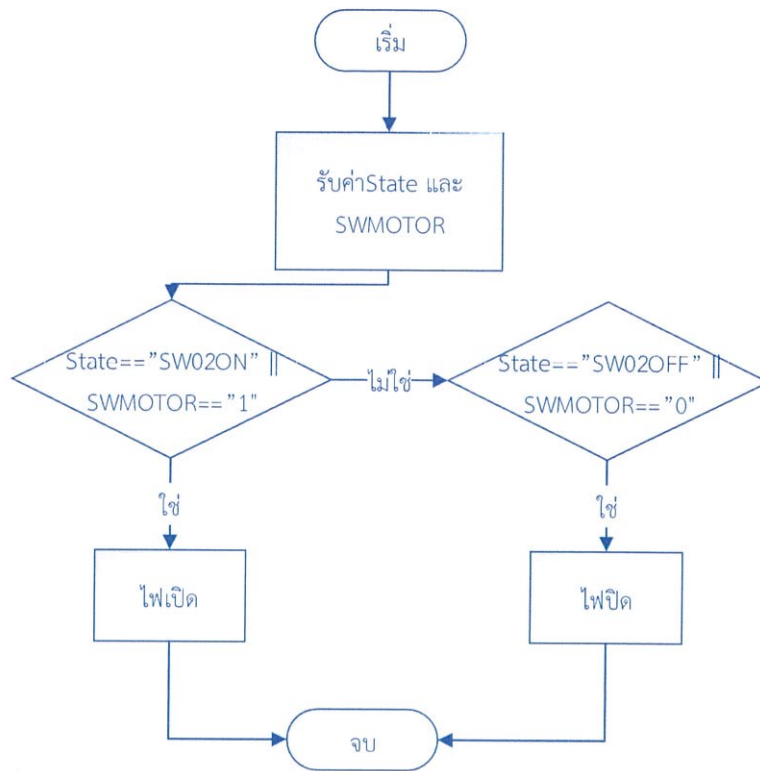 เริ่ม
รับค่าState และ
SWMOTOR
State=="SW02ON" ||
SWMOTOR=="1"
ไม่ใช่
State=="SW02OFF" ||
SWMOTOR=="0"
ใช่
ใช่
ไฟเปิด
ไฟปิด
จบ